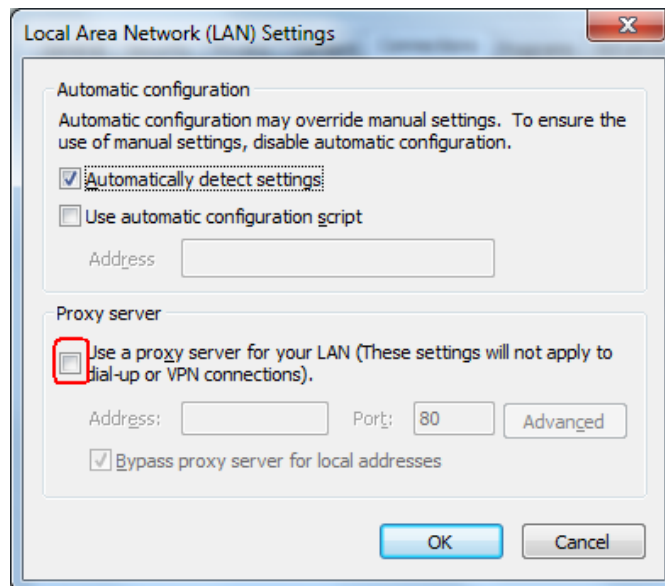 Local Area Network (LAN) Settings
Connections
Automatic configuration
Automatic configuration may override manual settings. To ensure the
use of manual settings, disable automatic configuration.
Automatically detect settings
Use automatic configuration script
Address
Proxy server
Use a proxy server for your LAN (These settings will not apply to
dial-up or VPN connections).
Address: Port: 80 Advanced
Bypass proxy server for local addresses
OK Cancel